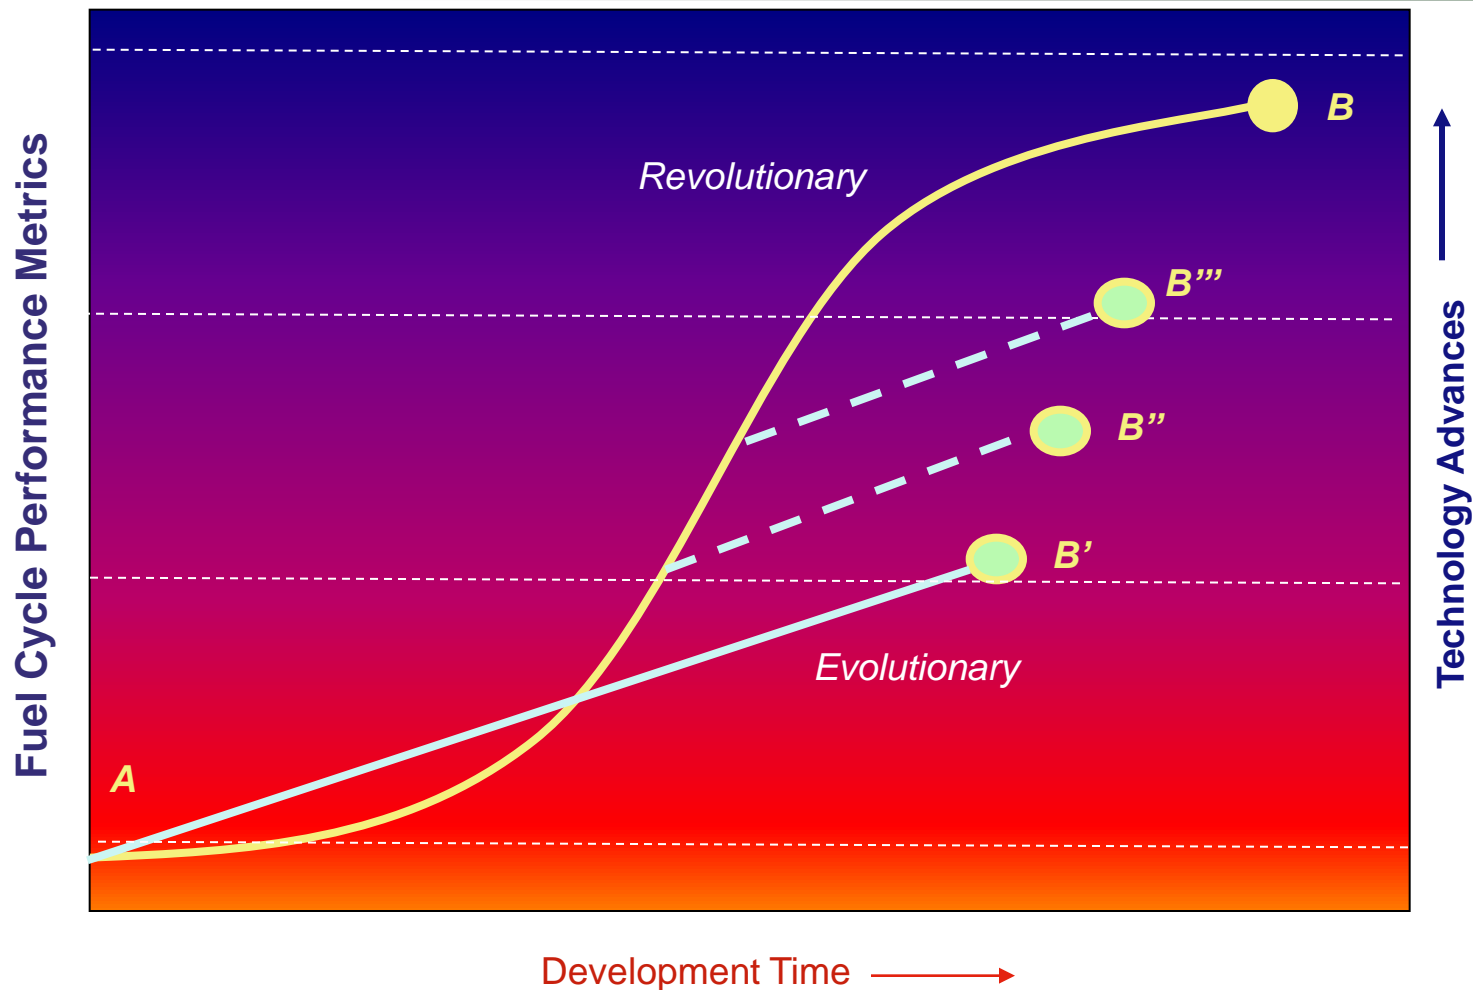 Fuel Cycle Performance Metrics
B
Revolutionary
B’’’
B’’
B’
Evolutionary
A
Technology Advances
Development Time